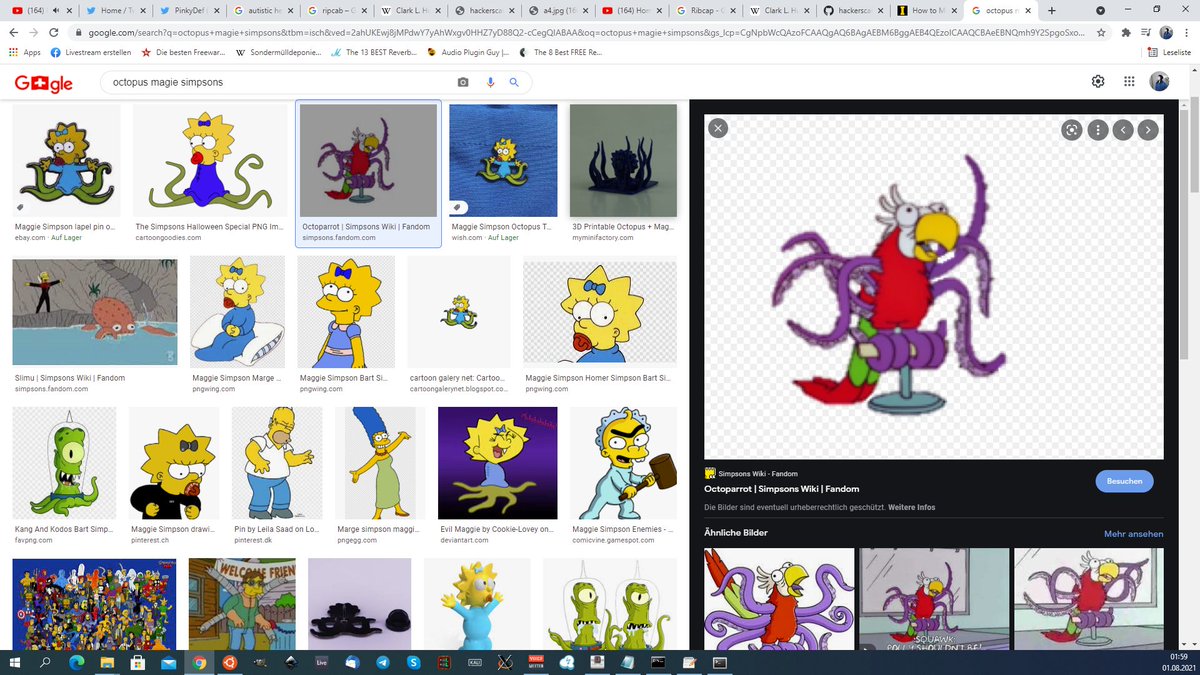 (164)
Home / Tw
PinkyDef (
autistic he
ripcab – G
Clark L. Hu
hackersca
a4.jpg (16
(164) Hom
Ribcap - G
Clark L. Hu
hackersca
How to M
octopus m
google.com/search?q=octopus+magie+simpsons&tbm=isch&ved=2ahUKEwj8jMPdwY7yAhWxgv0HHZ7yD88Q2-cCegQIABAA&oq=octopus+magie+simpsons&gs_lcp=CgNpbWcQAzoFCAAQgAQ6BAgAEBM6BggAEB4QEzoICAAQCBAeEBNQmh9Y2SpgoSxo...
Apps
Livestream erstellen
Die besten Freewar...
Sondermülldeponie...
The 13 BEST Reverb...
Audio Plugin Guy |...
The 8 Best FREE Re...
Leseliste
Google
octopus magie simpsons
Maggie Simpson lapel pin o...
ebay.com · Auf Lager
The Simpsons Halloween Special PNG Im...
cartoongoodies.com
Octoparrot | Simpsons Wiki | Fandom
simpsons.fandom.com
Maggie Simpson Octopus T...
wish.com · Auf Lager
3D Printable Octopus + Mag...
myminifactory.com
Slimu | Simpsons Wiki | Fandom
simpsons.fandom.com
Maggie Simpson Marge ...
pngwing.com
Maggie Simpson Bart Si...
pngwing.com
cartoon galery net: Cartoo...
cartoongalerynet.blogspot.co...
Maggie Simpson Homer Simpson Bart Si...
pngwing.com
Kang And Kodos Bart Simp...
favpng.com
Maggie Simpson drawi...
pinterest.ch
Pin by Leila Saad on Lo...
pinterest.dk
Marge simpson maggi...
pngegg.com
Evil Maggie by Cookie-Lovey on...
deviantart.com
Maggie Simpson Enemies - ...
comicvine.gamespot.com
WELCOME FRIEN
Simpsons Wiki - Fandom
Octoparrot | Simpsons Wiki | Fandom
Besuchen
Die Bilder sind eventuell urheberrechtlich geschützt. Weitere Infos
Ähnliche Bilder
Mehr ansehen
SQUAWK!
POLLY SHOULDN'T BE!
Live
01:59
01.08.2021